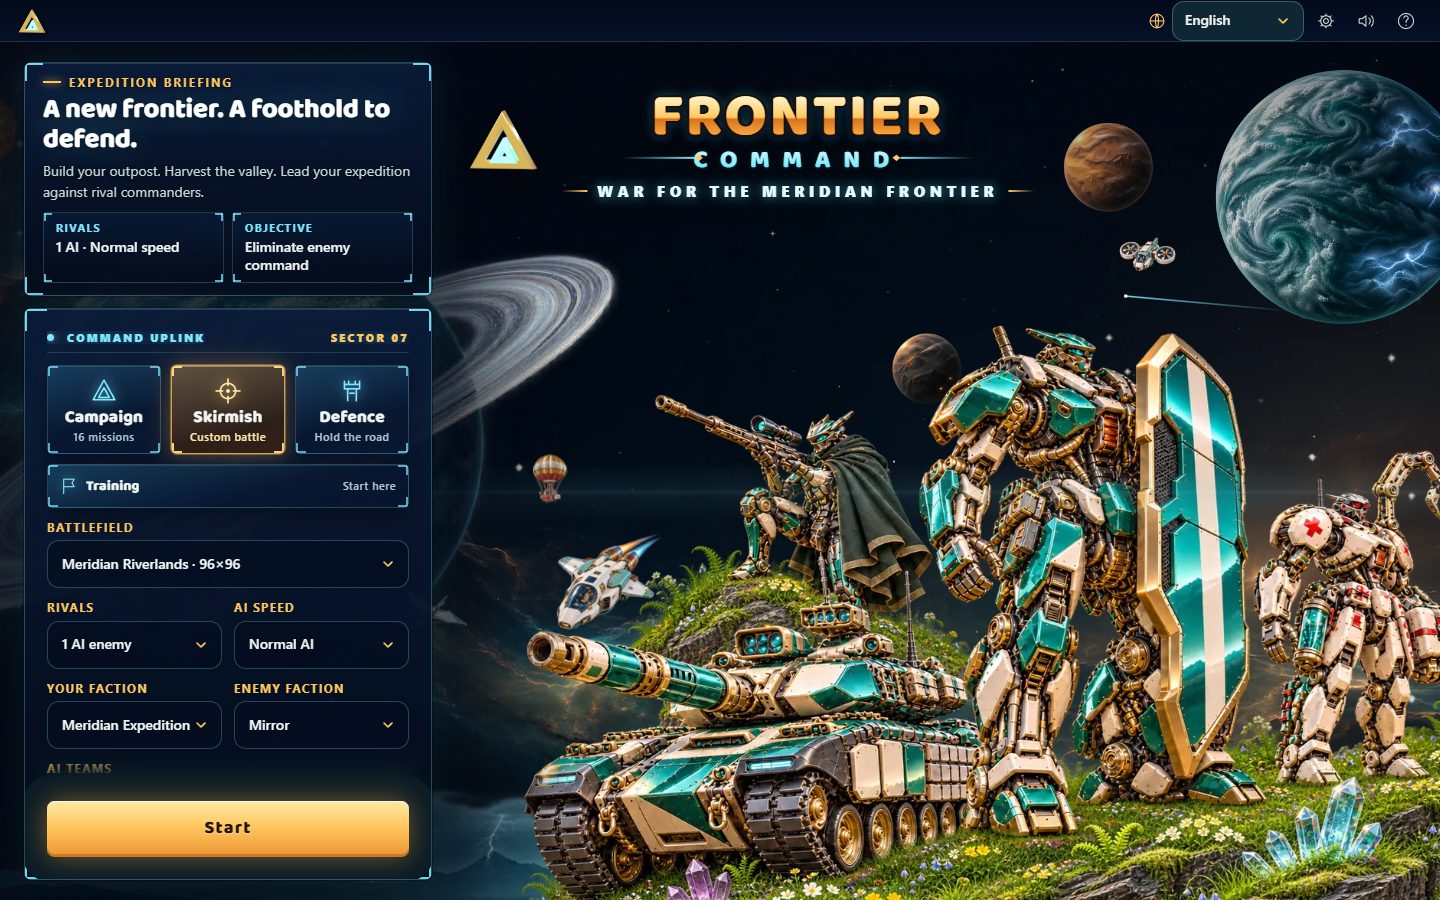 English
EXPEDITION BRIEFING
A new frontier. A foothold to
defend.
Build your outpost. Harvest the valley. Lead your expedition
against rival commanders.
RIVALS
1 AI · Normal speed
OBJECTIVE
Eliminate enemy
command
COMMAND UPLINK
SECTOR 07
Campaign
16 missions
Skirmish
Custom battle
Defence
Hold the road
Training
Start here
BATTLEFIELD
Meridian Riverlands · 96×96
RIVALS
AI SPEED
1 AI enemy
Normal AI
YOUR FACTION
ENEMY FACTION
Meridian Expedition
Mirror
AI TEAMS
Start
FRONTIER
COMMAND
WAR FOR THE MERIDIAN FRONTIER